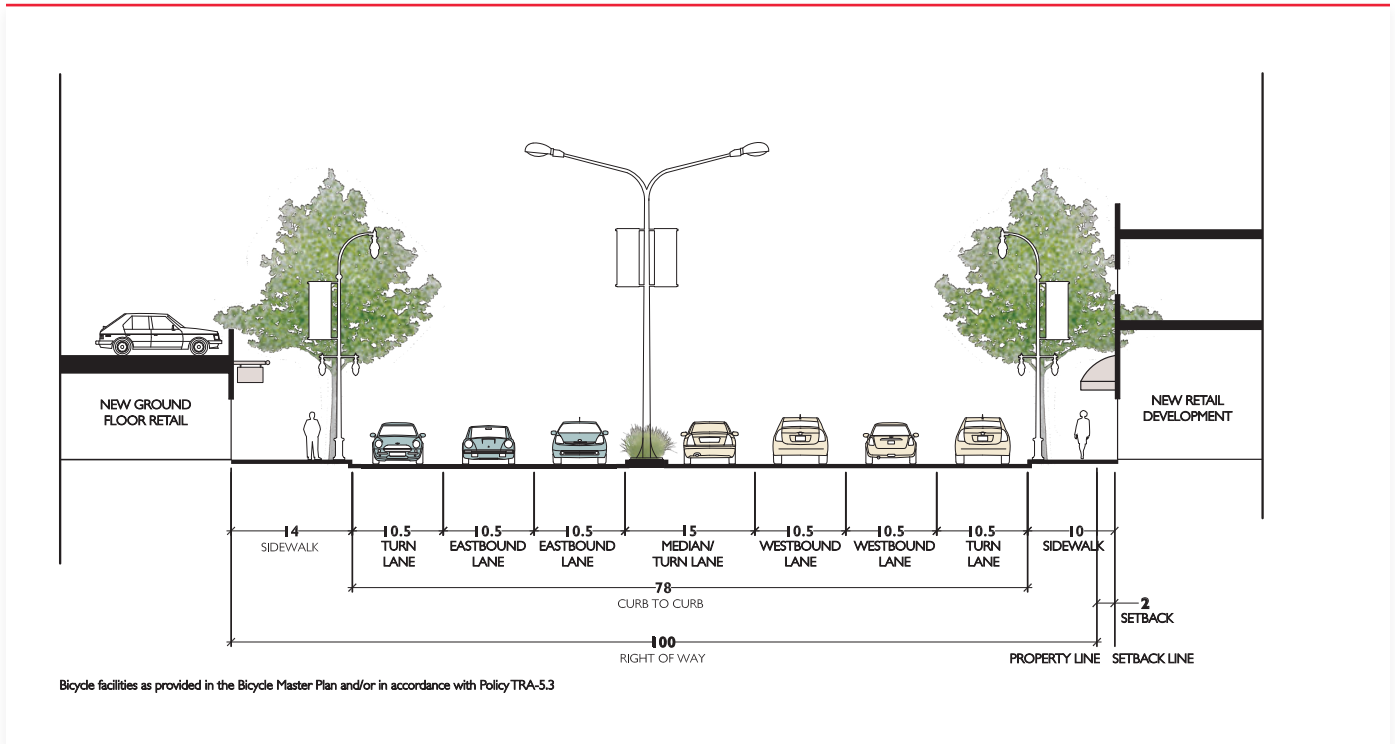 NEW GROUND
FLOOR RETAIL
NEW RETAIL
DEVELOPMENT
14
SIDEWALK
10.5
TURN
LANE
10.5
EASTBOUND
LANE
10.5
EASTBOUND
LANE
15
MEDIAN/
TURN LANE
10.5
WESTBOUND
LANE
10.5
WESTBOUND
LANE
10.5
TURN
LANE
10
SIDEWALK
78
CURB TO CURB
2
SETBACK
100
RIGHT OF WAY
PROPERTY LINE
SETBACK LINE
Bicycle facilities as provided in the Bicycle Master Plan and/or in accordance with Policy TRA-5.3